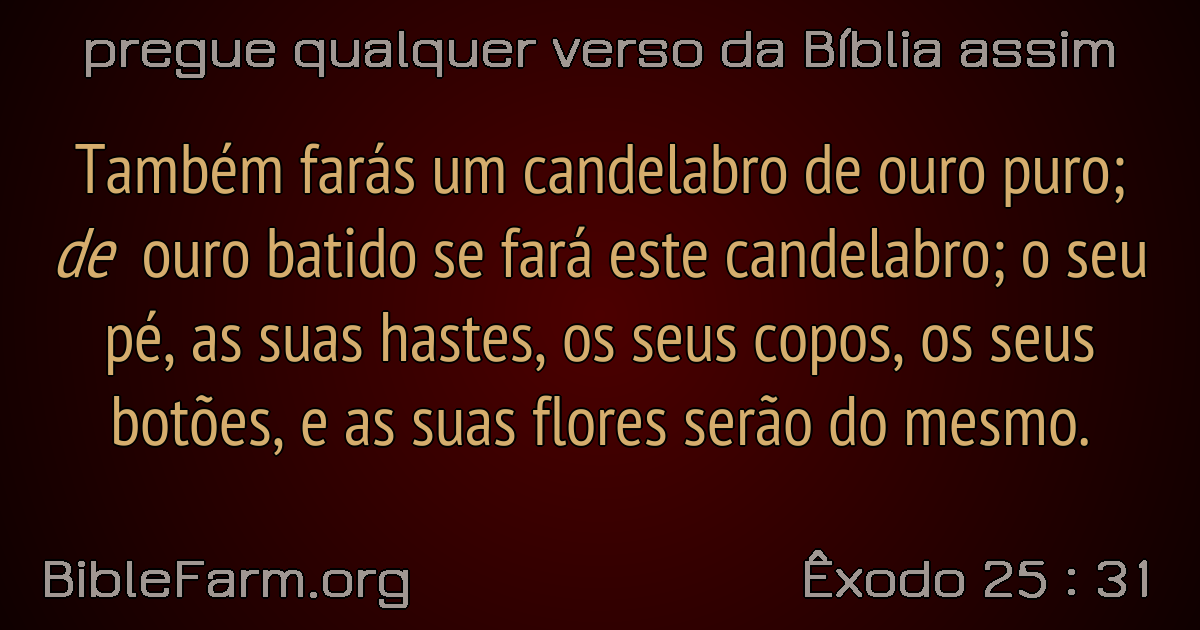 pregue qualquer verso da Bíblia assim
Também farás um candelabro de ouro puro;
de ouro batido se fará este candelabro; o seu
pé, as suas hastes, os seus copos, os seus
botões, e as suas flores serão do mesmo.
BibleFarm.org
Êxodo 25 : 31